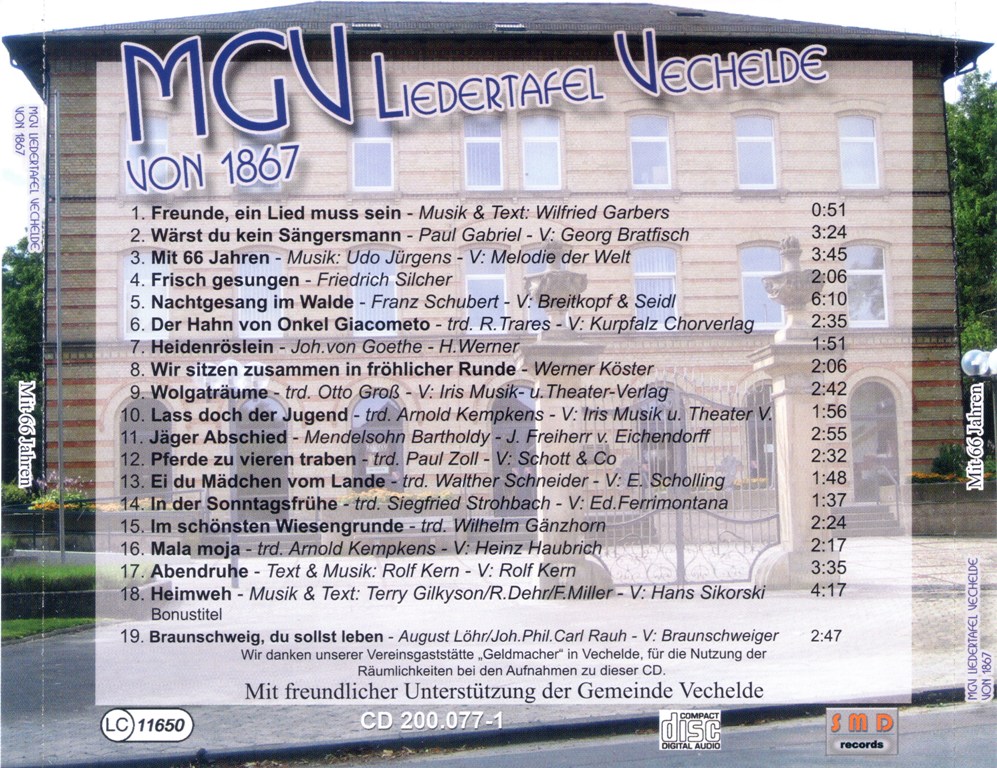 MGV LIEDERTAFEL VECHELDE
VON 1867
1. Freunde, ein Lied muss sein - Musik & Text: Wilfried Garbers 0:51
2. Wärst du kein Sängersmann - Paul Gabriel - V: Georg Bratfisch 3:24
3. Mit 66 Jahren - Musik: Udo Jürgens - V: Melodie der Welt 3:45
4. Frisch gesungen - Friedrich Silcher 2:06
5. Nachtgesang im Walde - Franz Schubert - V: Breitkopf & Seidl 6:10
6. Der Hahn von Onkel Giacometo - trd. R.Trares - V: Kurpfalz Chorverlag 2:35
7. Heidenröslein - Joh.von Goethe - H.Werner 1:51
8. Wir sitzen zusammen in fröhlicher Runde - Werner Köster 2:06
9. Wolgaträume - trd. Otto Groß - V: Iris Musik- u.Theater-Verlag 2:42
10. Lass doch der Jugend - trd. Arnold Kempkens - V: Iris Musik u. Theater V. 1:56
11. Jäger Abschied - Mendelsohn Bartholdy - J. Freiherr v. Eichendorff 2:55
12. Pferde zu vieren traben - trd. Paul Zoll - V: Schott & Co 2:32
13. Ei du Mädchen vom Lande - trd. Walther Schneider - V: E. Scholling 1:48
14. In der Sonntagsfrühe - trd. Siegfried Strohbach - V: Ed.Ferrimontana 1:37
15. Im schönsten Wiesengrunde - trd. Wilhelm Gänzhorn 2:24
16. Mala moja - trd. Arnold Kempkens - V: Heinz Haubrich 2:17
17. Abendruhe - Text & Musik: Rolf Kern - V: Rolf Kern 3:35
18. Heimweh - Musik & Text: Terry Gilkyson/R.Dehr/F.Miller - V: Hans Sikorski 4:17
Bonustitel
19. Braunschweig, du sollst leben - August Löhr/Joh.Phil.Carl Rauh - V: Braunschweiger 2:47
Wir danken unserer Vereinsgaststätte „Geldmacher“ in Vechelde, für die Nutzung der
Räumlichkeiten bei den Aufnahmen zu dieser CD.
Mit freundlicher Unterstützung der Gemeinde Vechelde
LC 11650
CD 200.077-1
COMPACT
disc
DIGITAL AUDIO
SMD
records
MGV LIEDERTAFEL VECHELDE
VON 1867
Mit 66 Jahren
Mit 66 Jahren
MGV LIEDERTAFEL VECHELDE
VON 1867